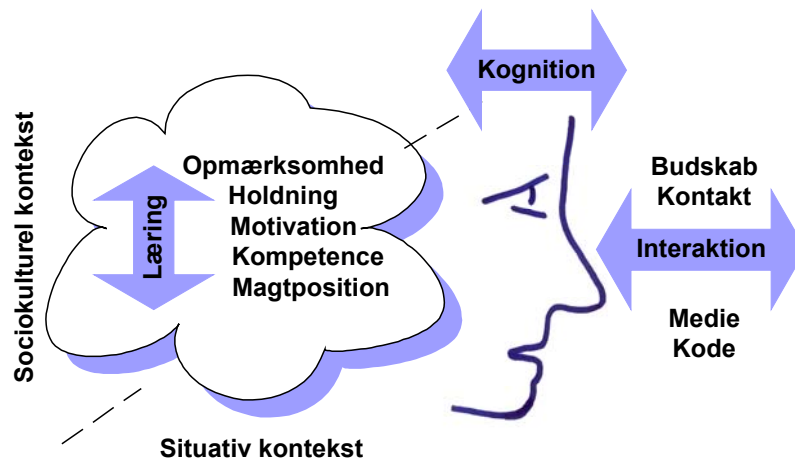 Kognition
Sociokulturel kontekst
Læring
Opmærksomhed
Holdning
Motivation
Kompetence
Magtposition
Budskab
Kontakt
Interaktion
Medie
Kode
Situativ kontekst